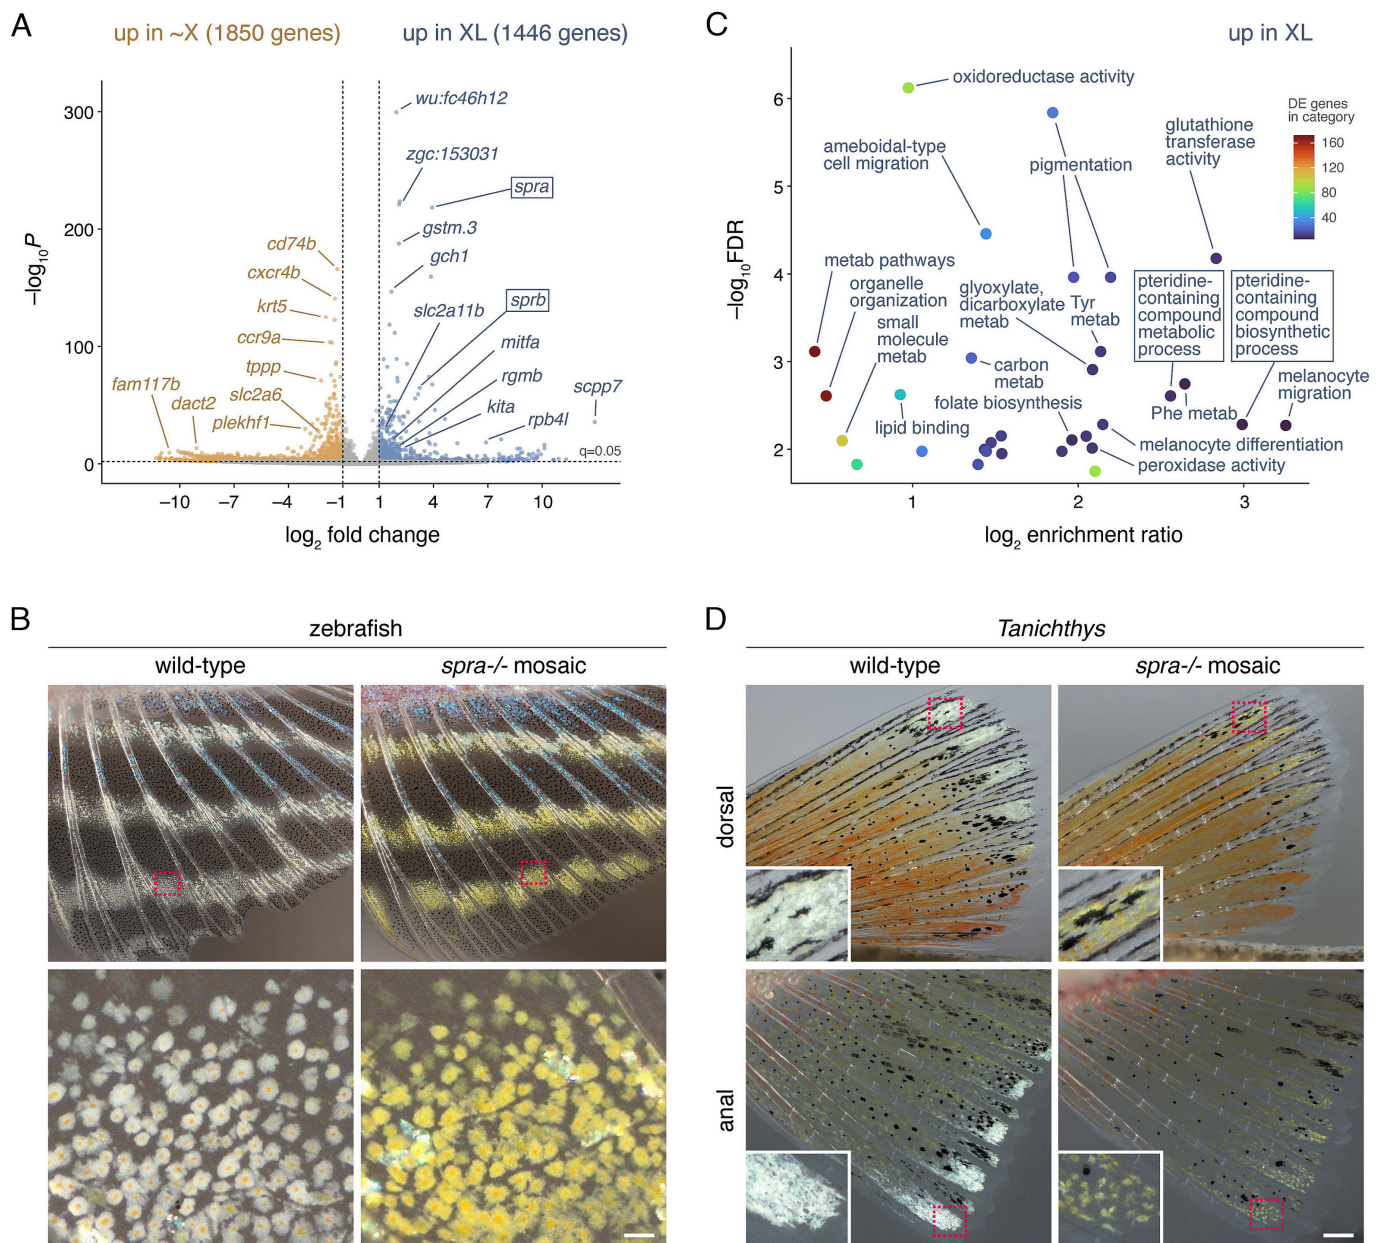 A
up in ~X (1850 genes)
up in XL (1446 genes)
−log10P
300
200
100
0
wu:fc46h12
zgc:153031
spra
gstm.3
gch1
sprb
slc2a11b
mitfa
rgmb
kita
scpp7
rpb4l
q=0.05
cd74b
cxcr4b
krt5
ccr9a
tppp
fam117b
slc2a6
dact2
plekhf1
−10
−7
−4
−1
1
4
7
10
log2 fold change
C
up in XL
−log10FDR
6
5
4
3
2
oxidoreductase activity
DE genes
in category
160
120
80
40
ameboidal-type
cell migration
pigmentation
glutathione
transferase
activity
metab pathways
organelle
organization
small
molecule
metab
glyoxylate,
dicarboxylate
metab
Tyr
metab
pteridine-
containing
compound
metabolic
process
pteridine-
containing
compound
biosynthetic
process
carbon
metab
folate biosynthesis
lipid binding
Phe metab
melanocyte
migration
melanocyte differentiation
peroxidase activity
1
2
3
log2 enrichment ratio
B
zebrafish
wild-type
spra-/- mosaic
D
Tanichthys
wild-type
spra-/- mosaic
dorsal
anal